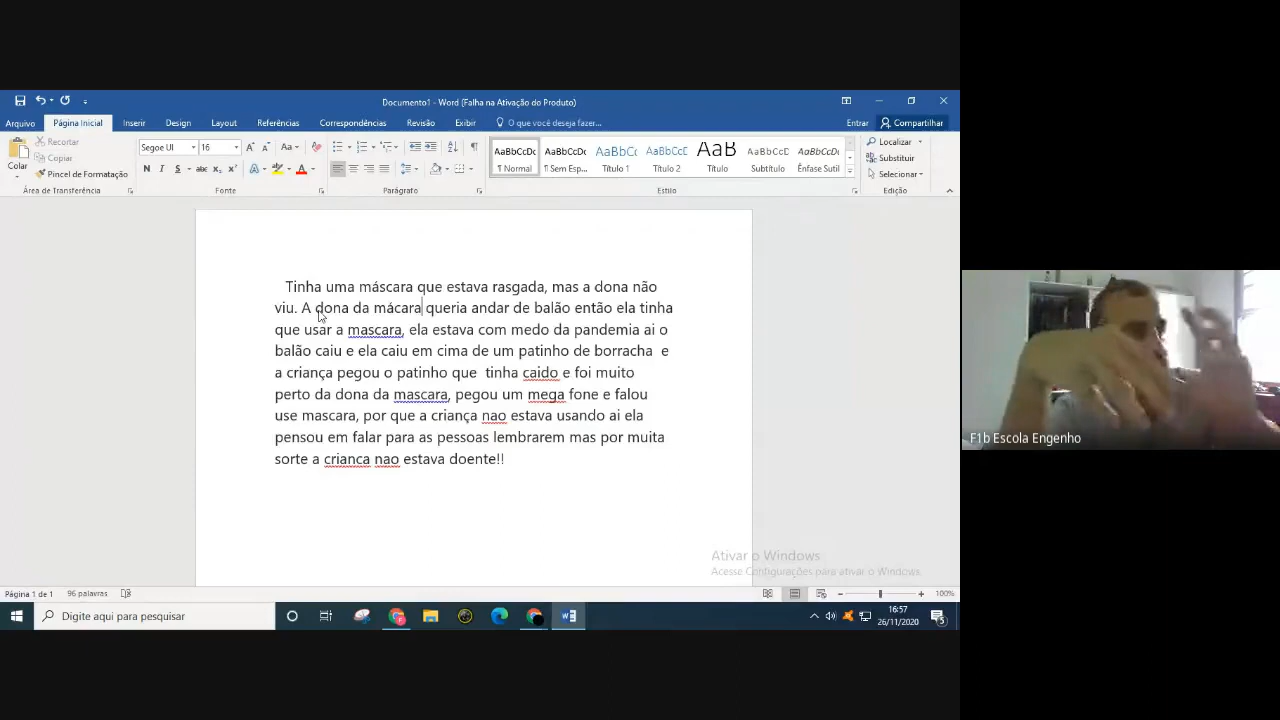 Documento1 - Word (Falha na Ativação do Produto)
Arquivo Página Inicial Inserir Design Layout Referências Correspondências Revisão Exibir O que você deseja fazer... Entrar Compartilhar
Colar
Recortar
Copiar
Pincel de Formatação
Área de Transferência
Segoe UI 16
N I S abc x₂ x²
Fonte
Parágrafo
AaBbCcDc AaBbCcDc AaBbCc AaBbCcE AaB AaBbCcD AaBbCcDc
¶ Normal ¶ Sem Esp... Título 1 Título 2 Título Subtítulo Ênfase Sutil
Estilo
Localizar
Substituir
Selecionar
Edição
Tinha uma máscara que estava rasgada, mas a dona não
viu. A dona da mácara queria andar de balão então ela tinha
que usar a mascara, ela estava com medo da pandemia ai o
balão caiu e ela caiu em cima de um patinho de borracha e
a criança pegou o patinho que tinha caido e foi muito
perto da dona da mascara, pegou um mega fone e falou
use mascara, por que a criança nao estava usando ai ela
pensou em falar para as pessoas lembrarem mas por muita
sorte a crianca nao estava doente!!
Ativar o Windows
Acesse Configurações para ativar o Windows.
Página 1 de 1 96 palavras 100%
Digite aqui para pesquisar
16:57
26/11/2020
5
F1b Escola Engenho